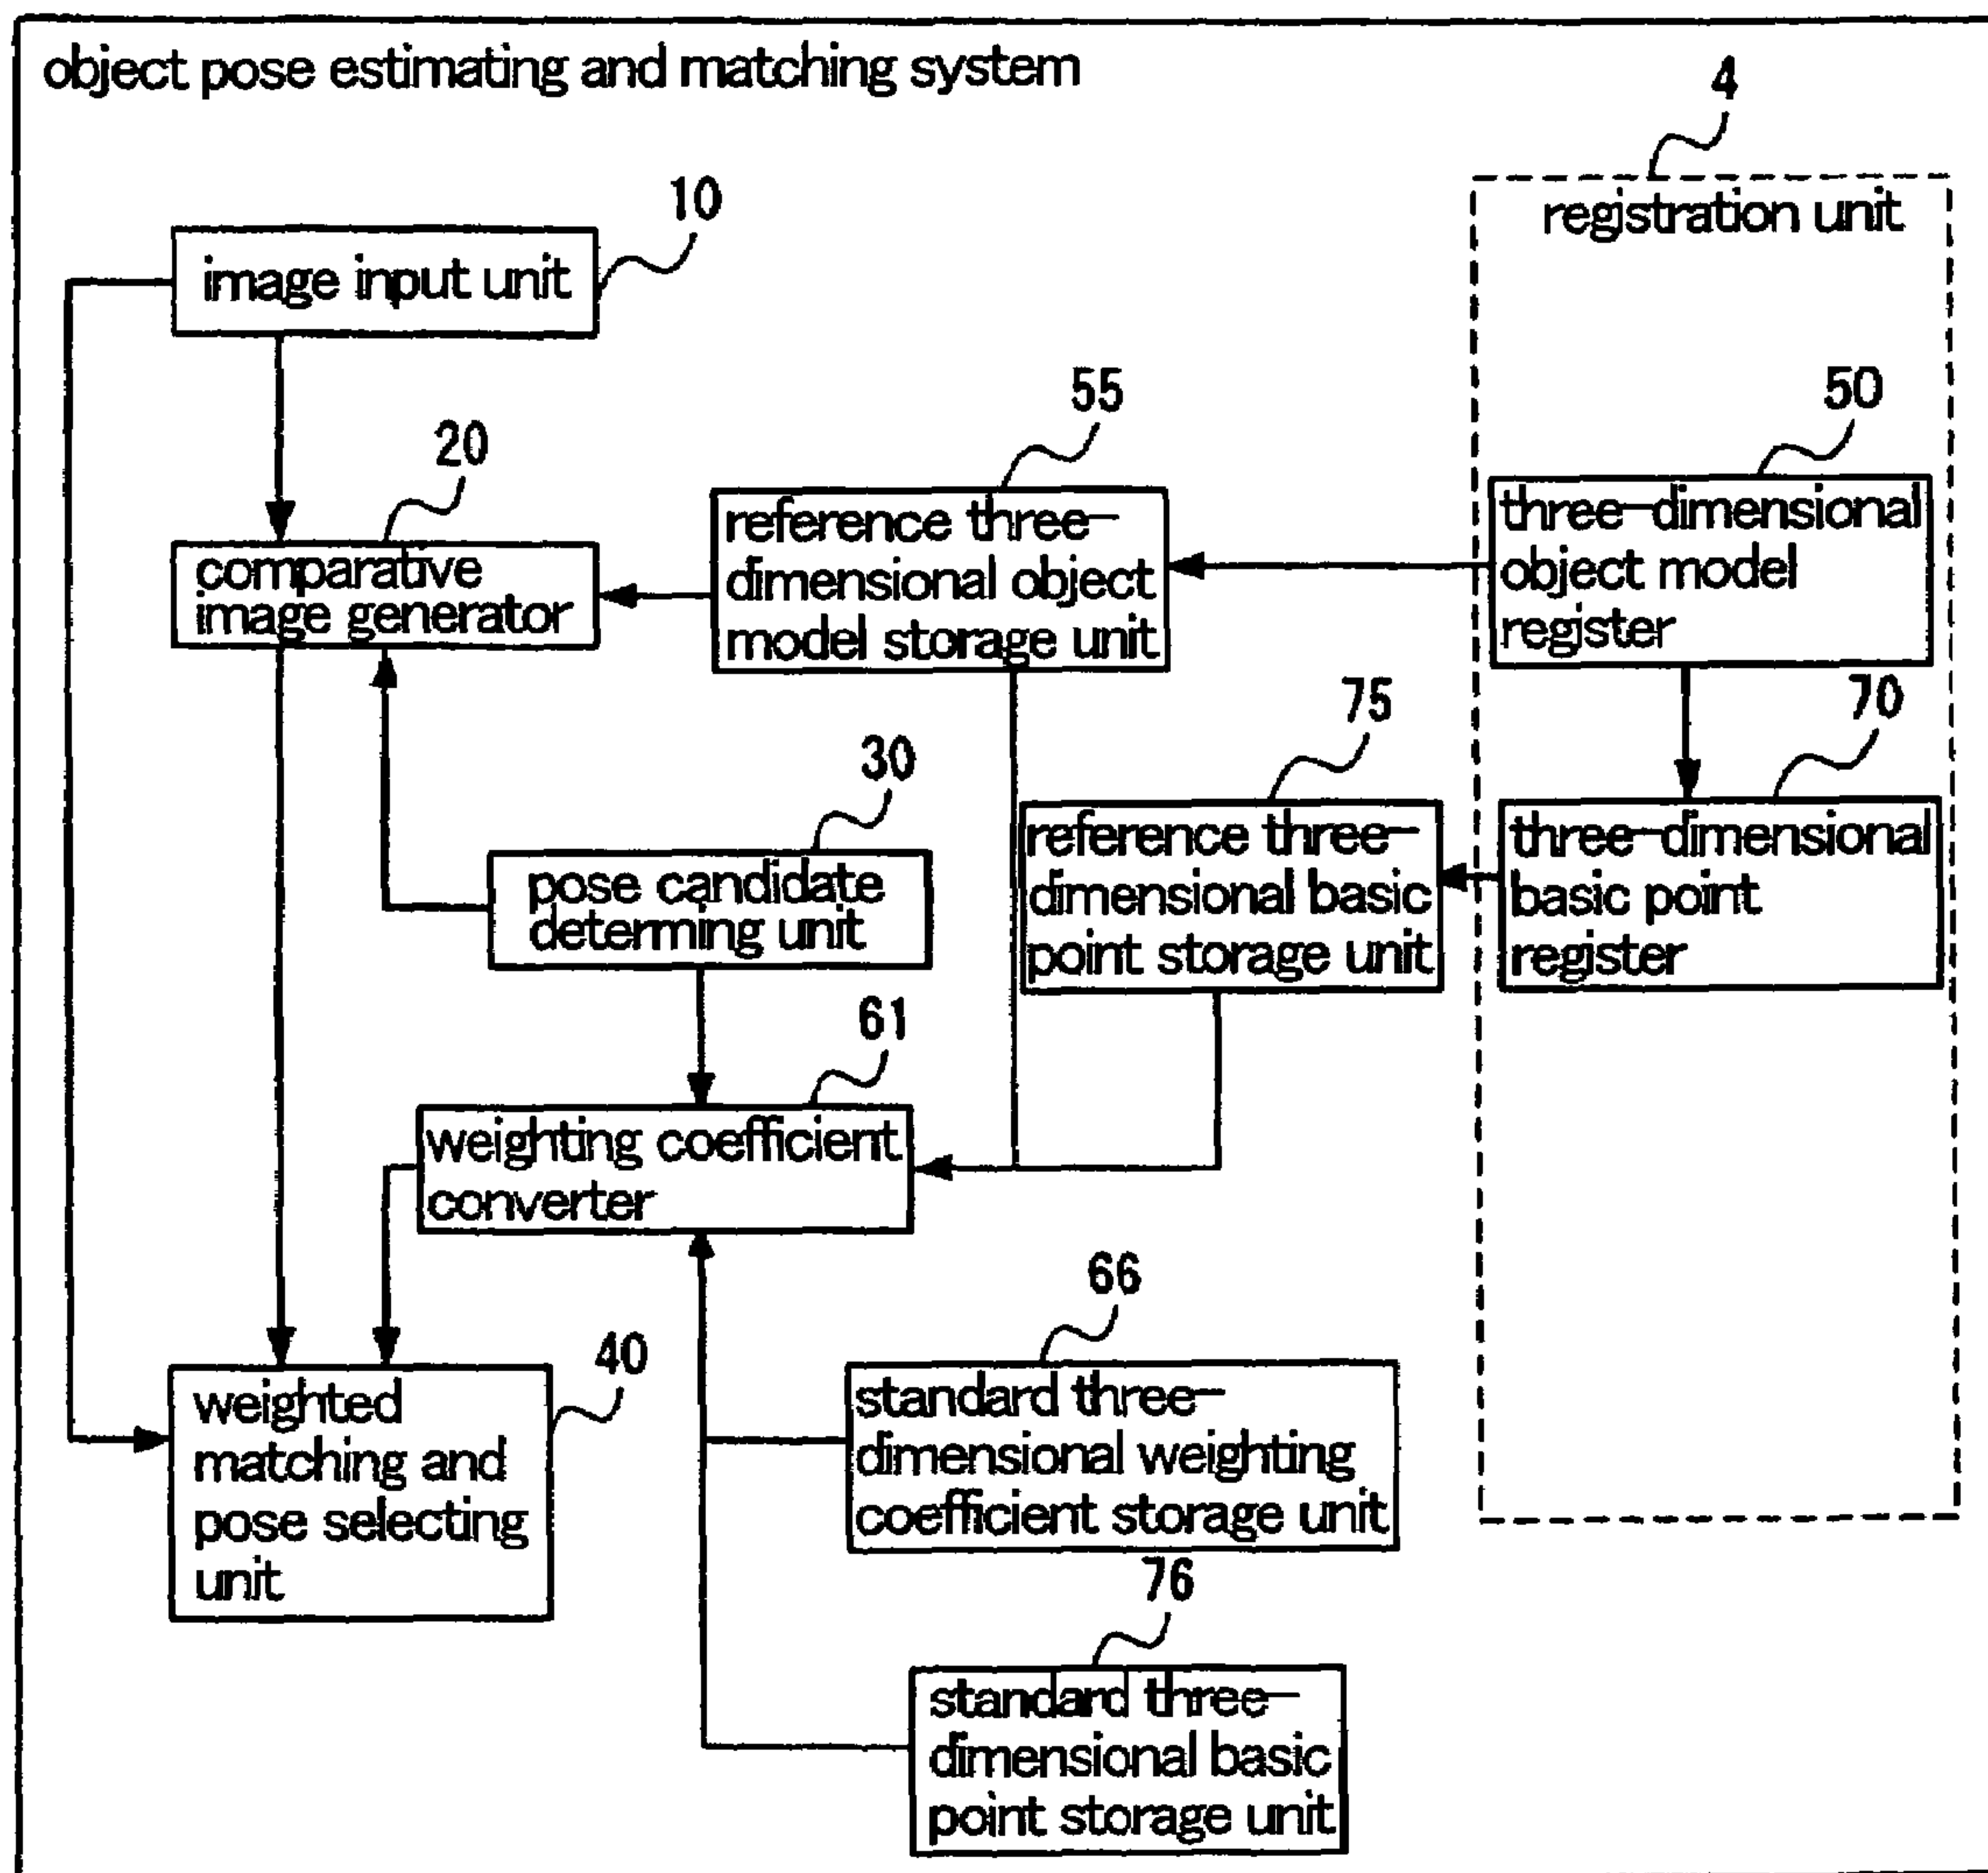 object pose estimating and matching system
4
registration unit
10
image input unit
55
50
20
reference three-
dimensional object
model storage unit
three-dimensional
object model
register
comparative
image generator
75
70
30
reference three-
dimensional basic
point storage unit
three-dimensional
basic point
register
pose candidate
determing unit
61
weighting coefficient
converter
66
40
standard three-
dimensional weighting
coefficient storage unit
weighted
matching and
pose selecting
unit
76
standard three-
dimensional basic
point storage unit